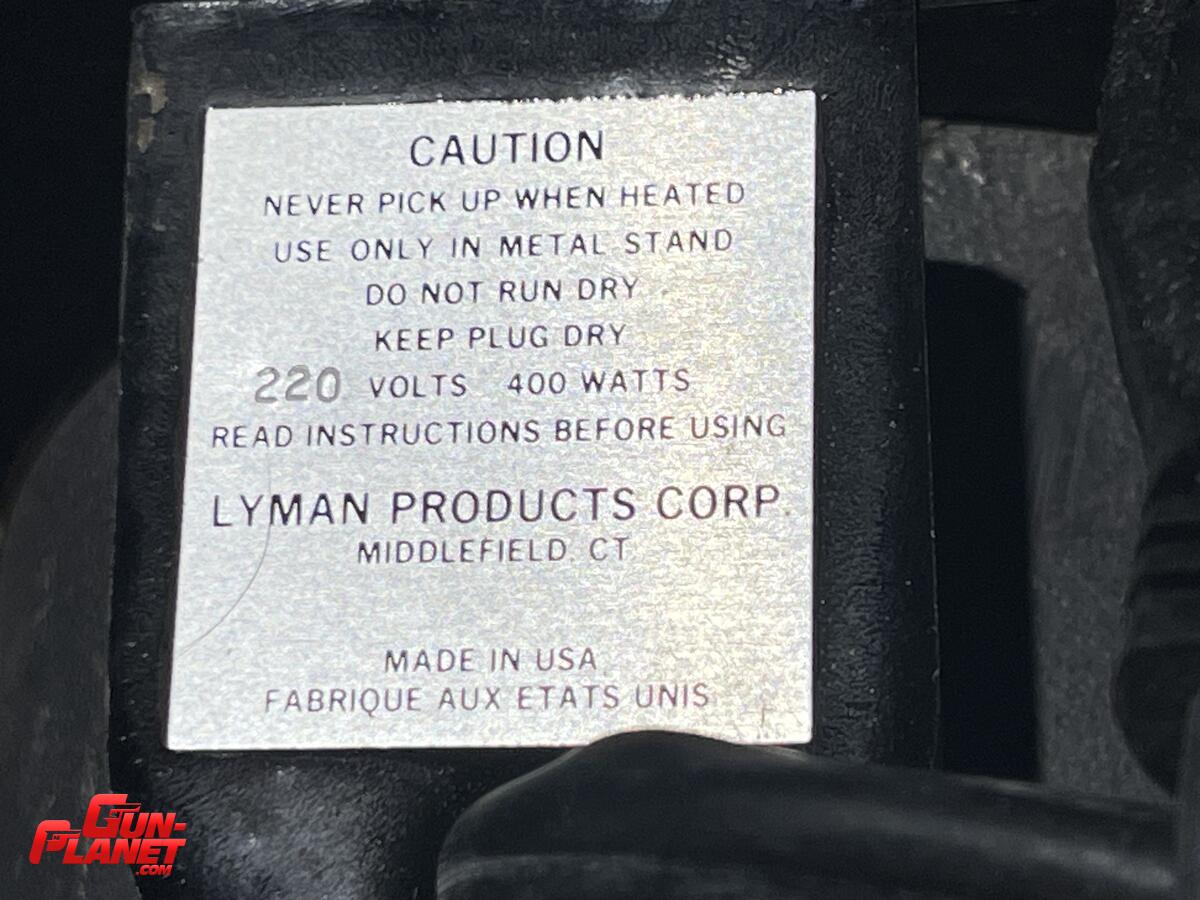 CAUTION
NEVER PICK UP WHEN HEATED
USE ONLY IN METAL STAND
DO NOT RUN DRY
KEEP PLUG DRY
220 VOLTS 400 WATTS
READ INSTRUCTIONS BEFORE USING
LYMAN PRODUCTS CORP.
MIDDLEFIELD CT
MADE IN USA
FABRIQUE AUX ETATS UNIS
GUN-
PLANET
.COM